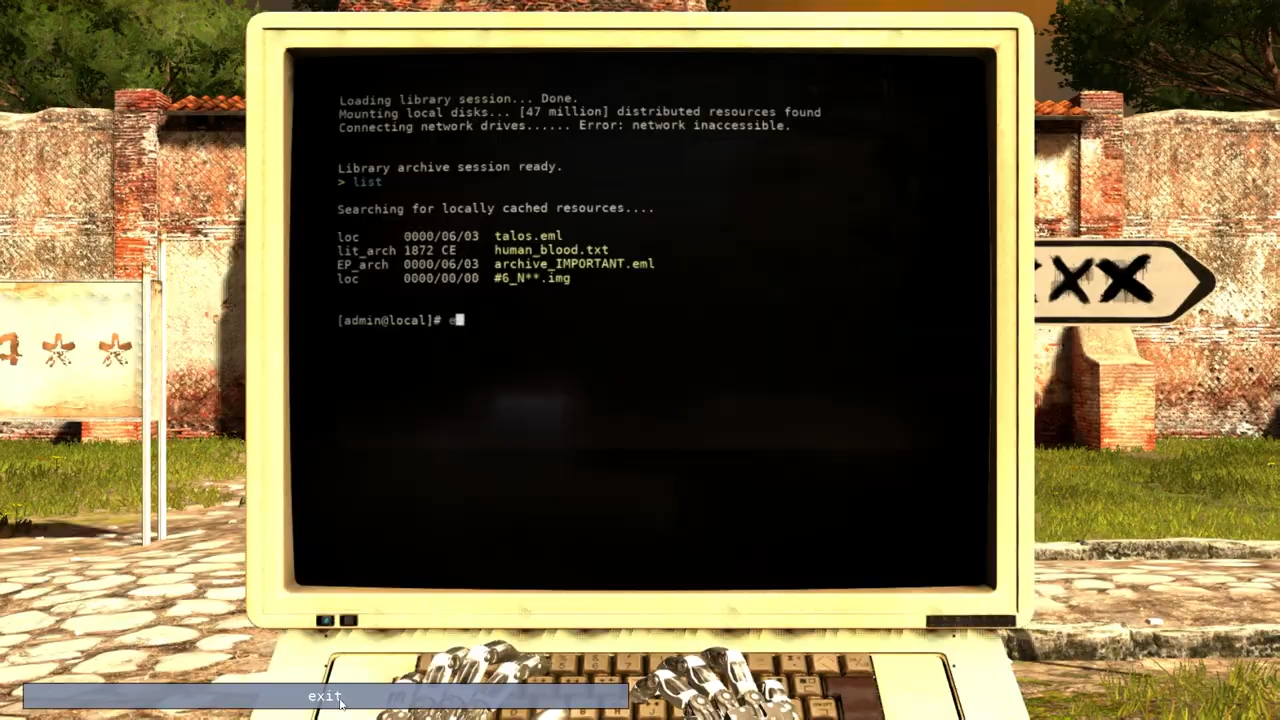 Loading library session... Done.
Mounting local disks... [47 million] distributed resources found
Connecting network drives...... Error: network inaccessible.
Library archive session ready.
> list
Searching for locally cached resources....
loc 0000/06/03 talos.eml
lit_arch 1872 CE human_blood.txt
EP_arch 0000/06/03 archive_IMPORTANT.eml
loc 0000/00/00 #6_N**.img
[admin@local]# e
XX
* *
exit